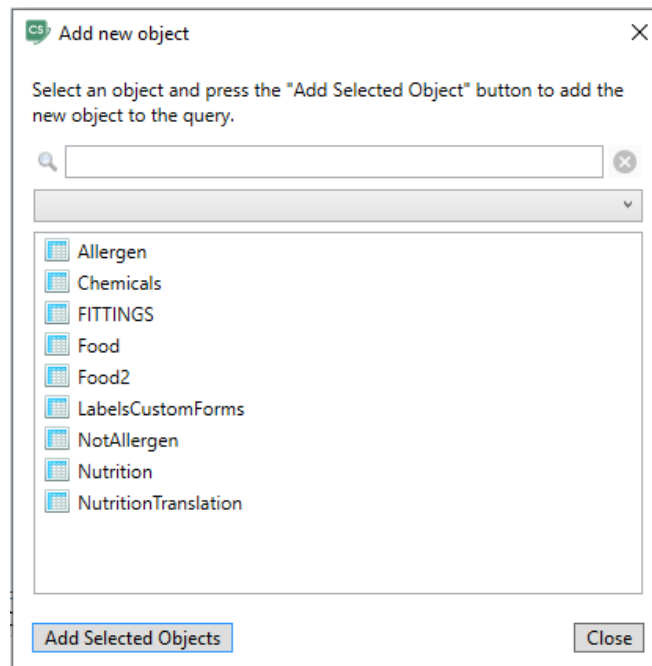 CS
Add new object
Select an object and press the "Add Selected Object" button to add the
new object to the query.
Allergen
Chemicals
FITTINGS
Food
Food2
LabelsCustomForms
NotAllergen
Nutrition
NutritionTranslation
Add Selected Objects
Close